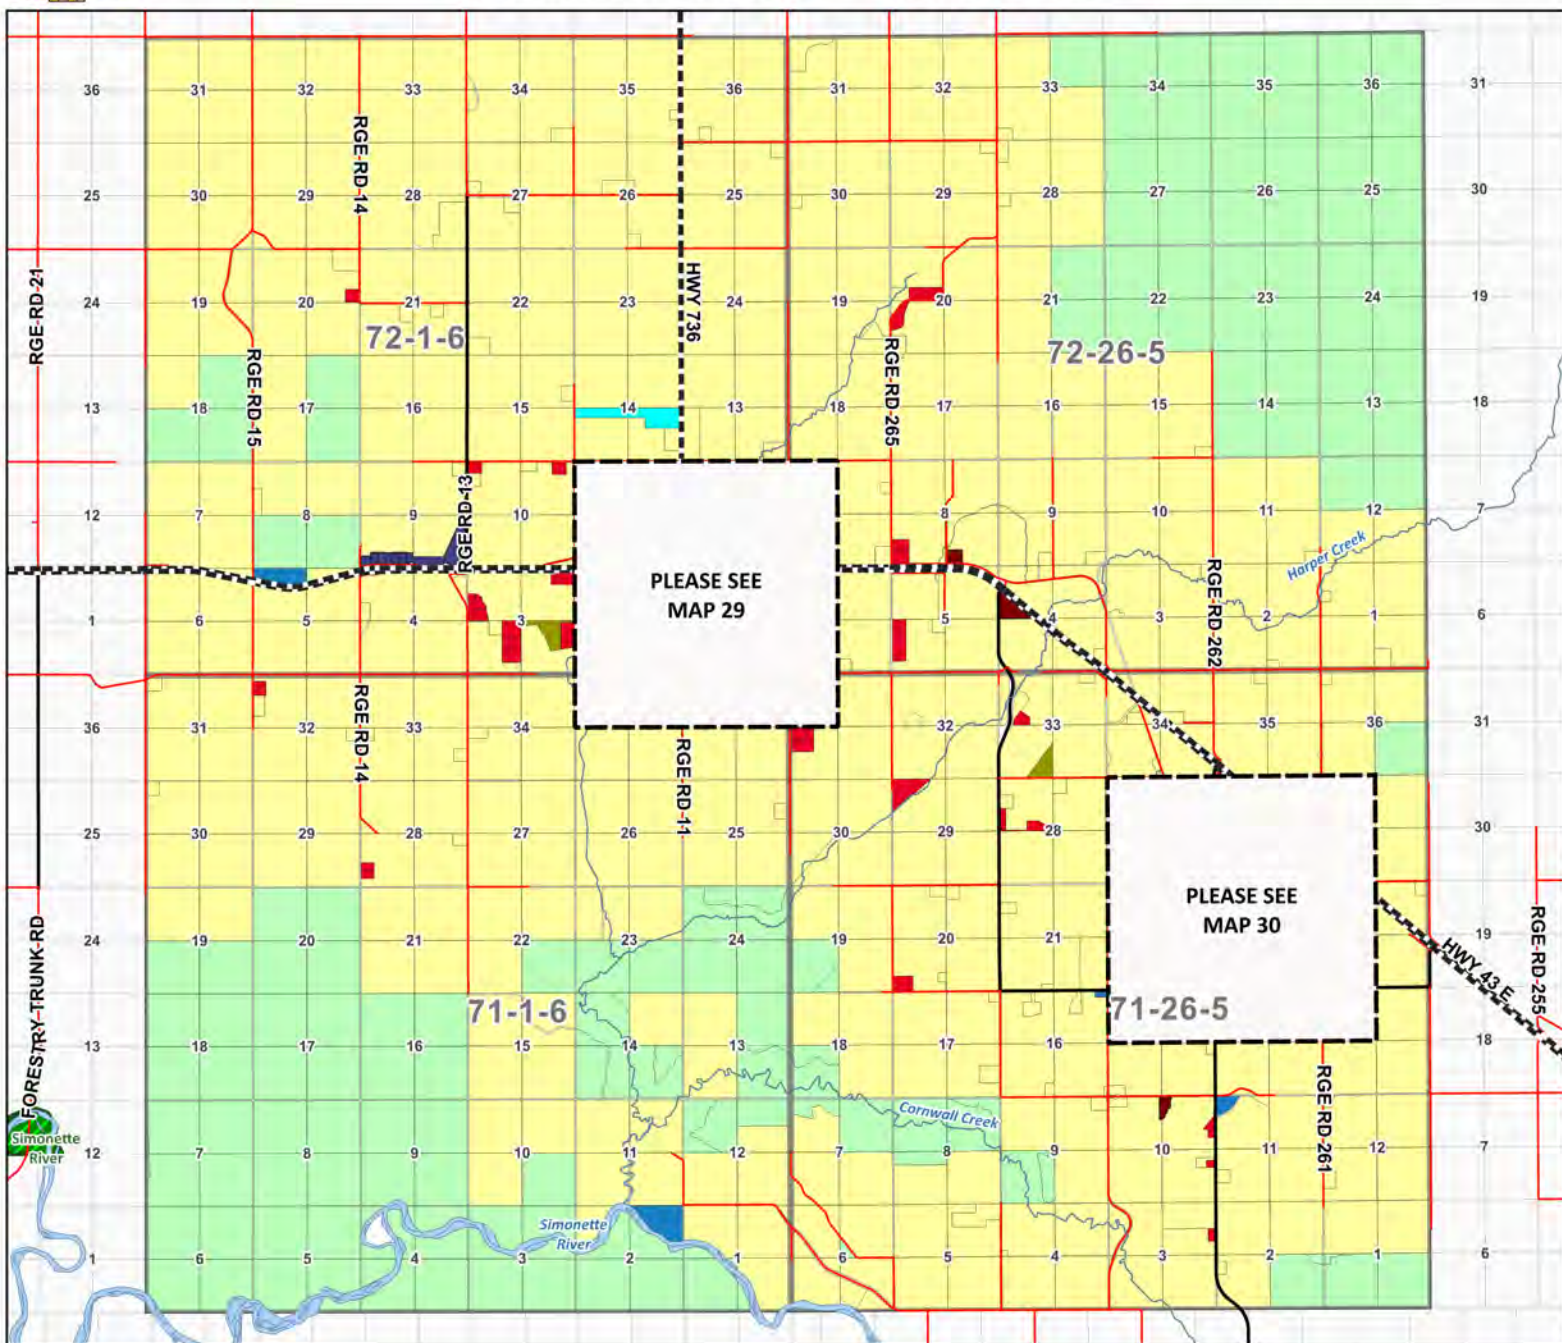 36 31 32 33 34 35 36 31 32 33 34 35 36 31
RGE-RD-14
25 30 29 28 27 26 25 30 29 28 27 26 25 30
RGE-RD-21
HWY 736
24 19 20 21 22 23 24 19 20 21 22 23 24 19
72-1-6
72-26-5
RGE-RD-15
RGE-RD-265
13 18 17 16 15 14 13 18 17 16 15 14 13 18
RGE-RD-13
12 7 8 9 10 8 9 10 11 12 7
Harper Creek
PLEASE SEE
MAP 29
RGE-RD-262
1 6 5 4 3 5 4 3 2 1 6
RGE-RD-14
36 31 32 33 34 32 33 34 35 36 31
RGE-RD-11
25 30 29 28 27 26 25 30 29 28 30
PLEASE SEE
MAP 30
24 19 20 21 22 23 24 19 20 21 19
FORESTRY-TRUNK-RD
HWY 43 E
RGE-RD-255
71-1-6
71-26-5
13 18 17 16 15 14 13 18 17 16 18
RGE-RD-261
Cornwall Creek
Simonette
River
12 7 8 9 10 11 12 7 8 9 10 11 12 7
Simonette
River
1 6 5 4 3 2 1 6 5 4 3 2 1 6